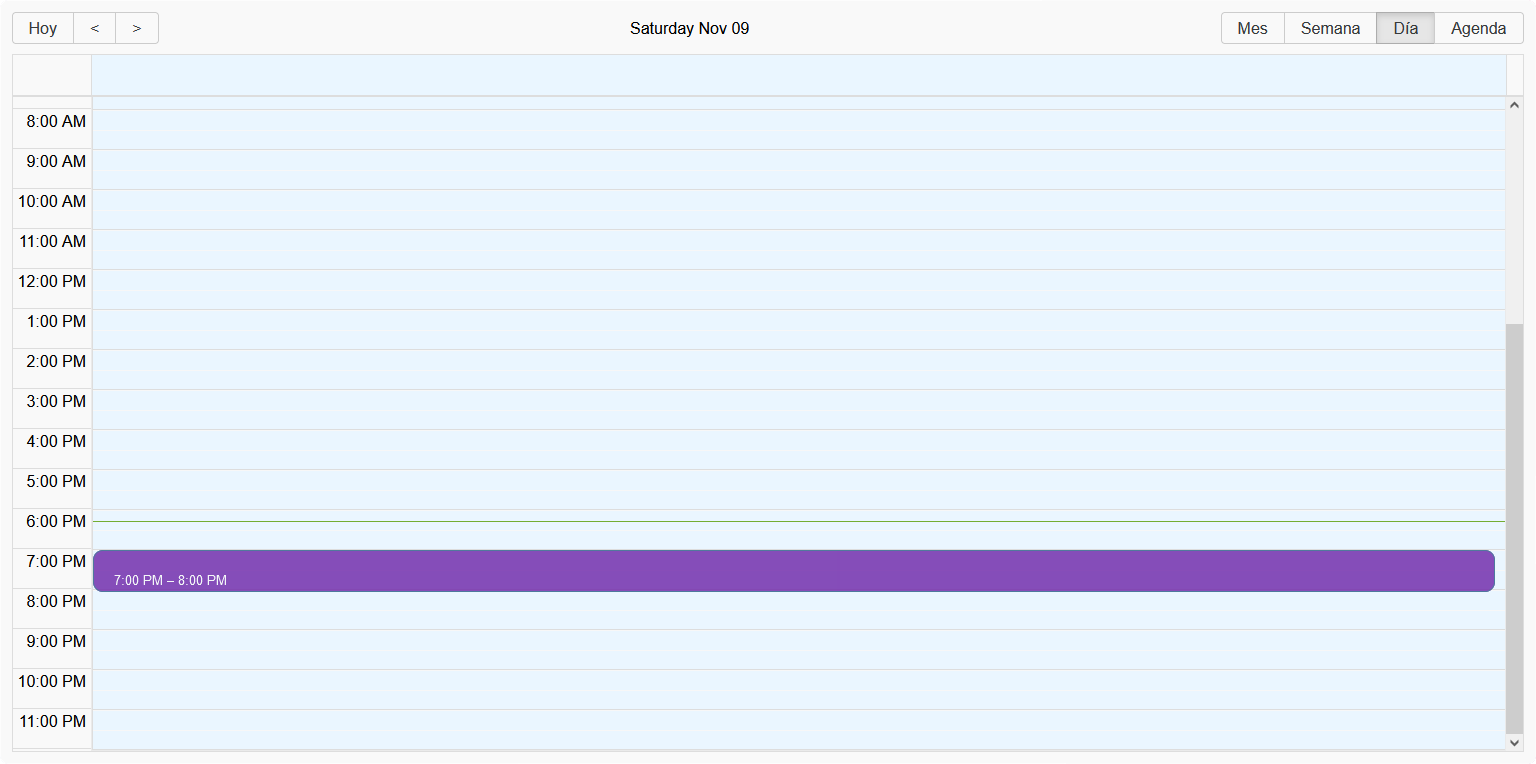 Hoy < >
Saturday Nov 09
Mes Semana Día Agenda
8:00 AM
9:00 AM
10:00 AM
11:00 AM
12:00 PM
1:00 PM
2:00 PM
3:00 PM
4:00 PM
5:00 PM
6:00 PM
7:00 PM
7:00 PM – 8:00 PM
8:00 PM
9:00 PM
10:00 PM
11:00 PM